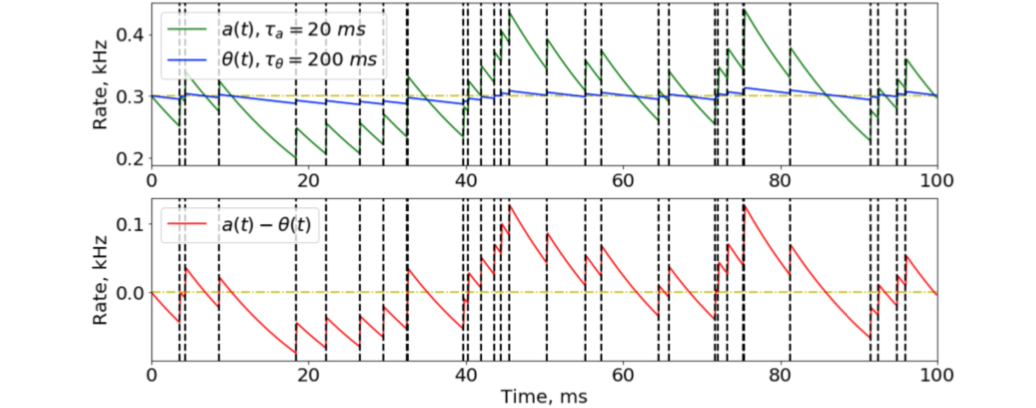 Rate, kHz
0.4
0.3
0.2
a(t), τₐ = 20 ms
θ(t), τ_θ = 200 ms
0 20 40 60 80 100
Rate, kHz
0.1
0.0
a(t) − θ(t)
0 20 40 60 80 100
Time, ms